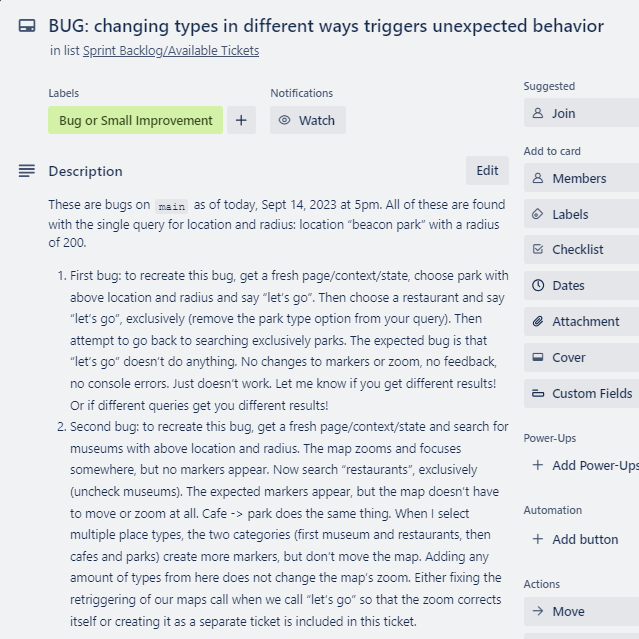 BUG: changing types in different ways triggers unexpected behavior
in list Sprint Backlog/Available Tickets
Labels
Notifications
Bug or Small Improvement
+
Watch
Description
Edit
These are bugs on main as of today, Sept 14, 2023 at 5pm. All of these are found
with the single query for location and radius: location “beacon park” with a radius
of 200.
1. First bug: to recreate this bug, get a fresh page/context/state, choose park with
above location and radius and say “let’s go”. Then choose a restaurant and say
“let’s go”, exclusively (remove the park type option from your query). Then
attempt to go back to searching exclusively parks. The expected bug is that
“let’s go” doesn’t do anything. No changes to markers or zoom, no feedback,
no console errors. Just doesn’t work. Let me know if you get different results!
Or if different queries get you different results!
2. Second bug: to recreate this bug, get a fresh page/context/state and search for
museums with above location and radius. The map zooms and focuses
somewhere, but no markers appear. Now search “restaurants”, exclusively
(uncheck museums). The expected markers appear, but the map doesn’t have
to move or zoom at all. Cafe -> park does the same thing. When I select
multiple place types, the two categories (first museum and restaurants, then
cafes and parks) create more markers, but don’t move the map. Adding any
amount of types from here does not change the map’s zoom. Either fixing the
retriggering of our maps call when we call “let’s go” so that the zoom corrects
itself or creating it as a separate ticket is included in this ticket.
Suggested
Join
Add to card
Members
Labels
Checklist
Dates
Attachment
Cover
Custom Fields
Power-Ups
+ Add Power-Ups
Automation
+ Add button
Actions
Move